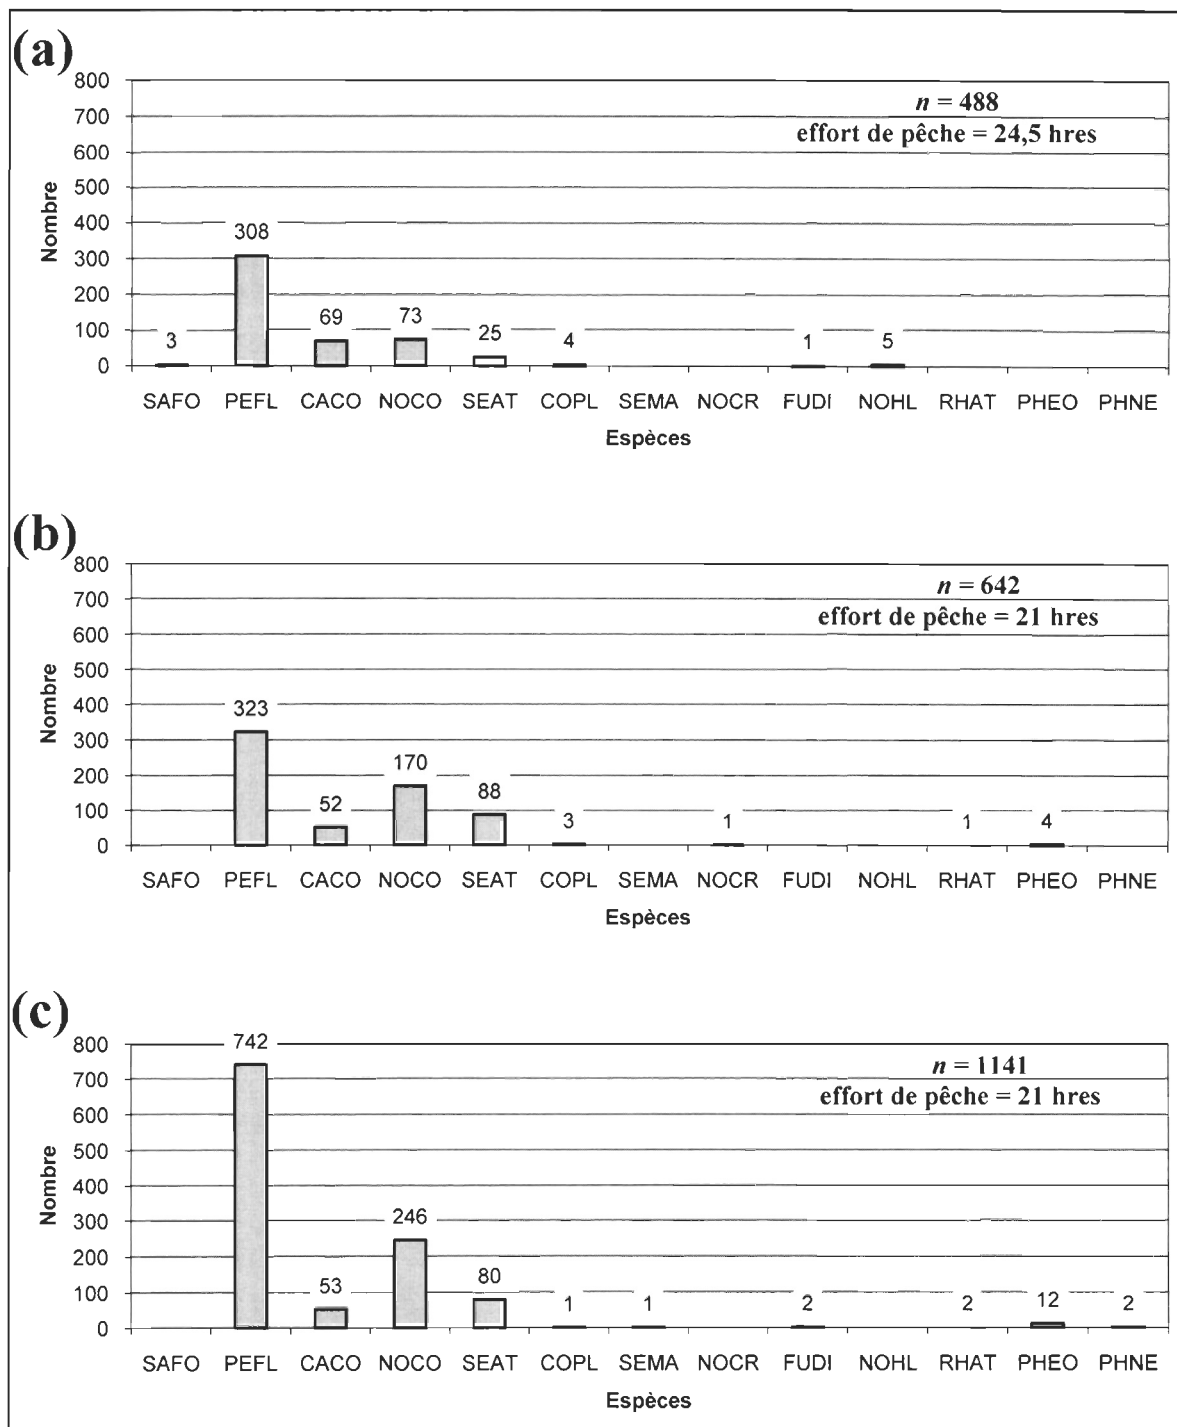 (a)
800
n = 488
700
effort de pêche = 24,5 hres
600
500
400
308
300
200
69 73
100
3 25 4 1 5
0
Nombre
SAFO PEFL CACO NOCO SEAT COPL SEMA NOCR FUDI NOHL RHAT PHEO PHNE
Espèces
(b)
800
n = 642
700
effort de pêche = 21 hres
600
500
400
323
300
200
170
100
52 88 3 1 1 4
0
Nombre
SAFO PEFL CACO NOCO SEAT COPL SEMA NOCR FUDI NOHL RHAT PHEO PHNE
Espèces
(c)
742
800
n = 1141
700
effort de pêche = 21 hres
600
500
400
300
246
200
100
53 80 1 1 2 2 12 2
0
Nombre
SAFO PEFL CACO NOCO SEAT COPL SEMA NOCR FUDI NOHL RHAT PHEO PHNE
Espèces